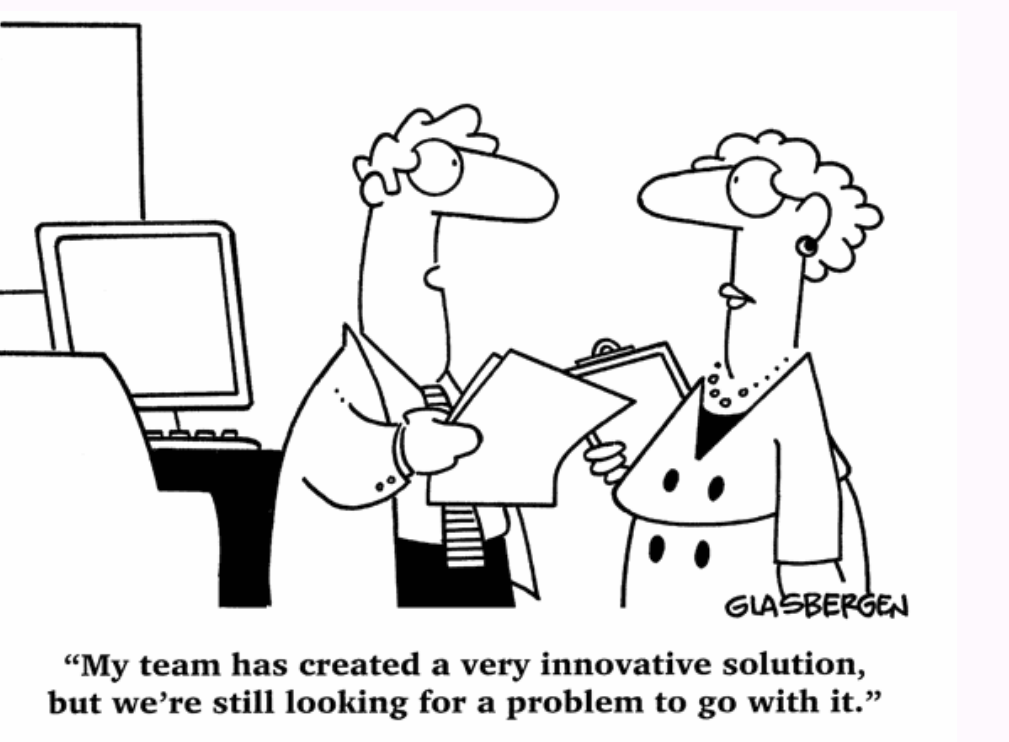 GLASBERGEN
“My team has created a very innovative solution,
but we’re still looking for a problem to go with it.”